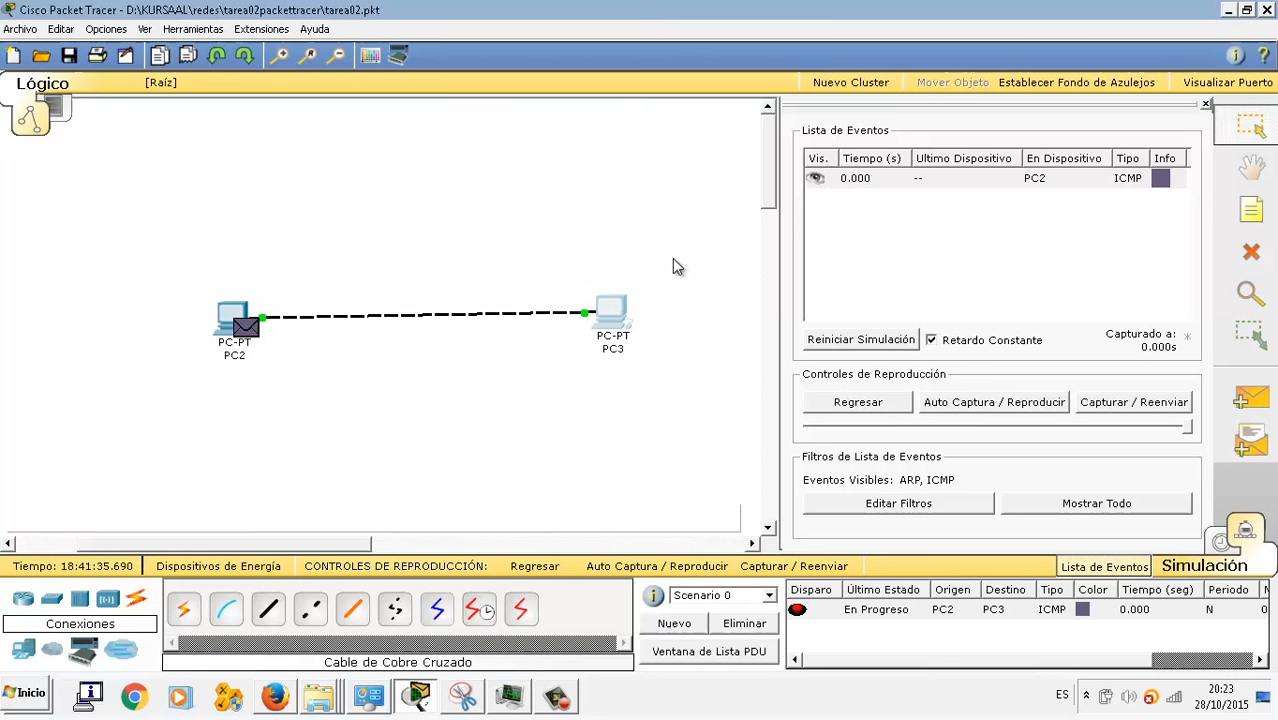 Cisco Packet Tracer - D:\KURSAAL\redes\tarea02packettracer\tarea02.pkt
Archivo Editar Opciones Ver Herramientas Extensiones Ayuda
Lógico [Raíz] Nuevo Cluster Mover Objeto Establecer Fondo de Azulejos Visualizar Puerto
Lista de Eventos
Vis. Tiempo (s) Ultimo Dispositivo En Dispositivo Tipo Info
0.000 -- PC2 ICMP
PC-PT
PC2
PC-PT
PC3
Reiniciar Simulación Retardo Constante Capturado a: *
0.000s
Controles de Reproducción
Regresar Auto Captura / Reproducir Capturar / Reenviar
Filtros de Lista de Eventos
Eventos Visibles: ARP, ICMP
Editar Filtros Mostrar Todo
Tiempo: 18:41:35.690 Dispositivos de Energía CONTROLES DE REPRODUCCIÓN: Regresar Auto Captura / Reproducir Capturar / Reenviar Lista de Eventos Simulación
Conexiones
Cable de Cobre Cruzado
Scenario 0
Nuevo Eliminar
Ventana de Lista PDU
Disparo Último Estado Origen Destino Tipo Color Tiempo (seg) Periodo N
En Progreso PC2 PC3 ICMP 0.000 N 0
Inicio ES 20:23
28/10/2015